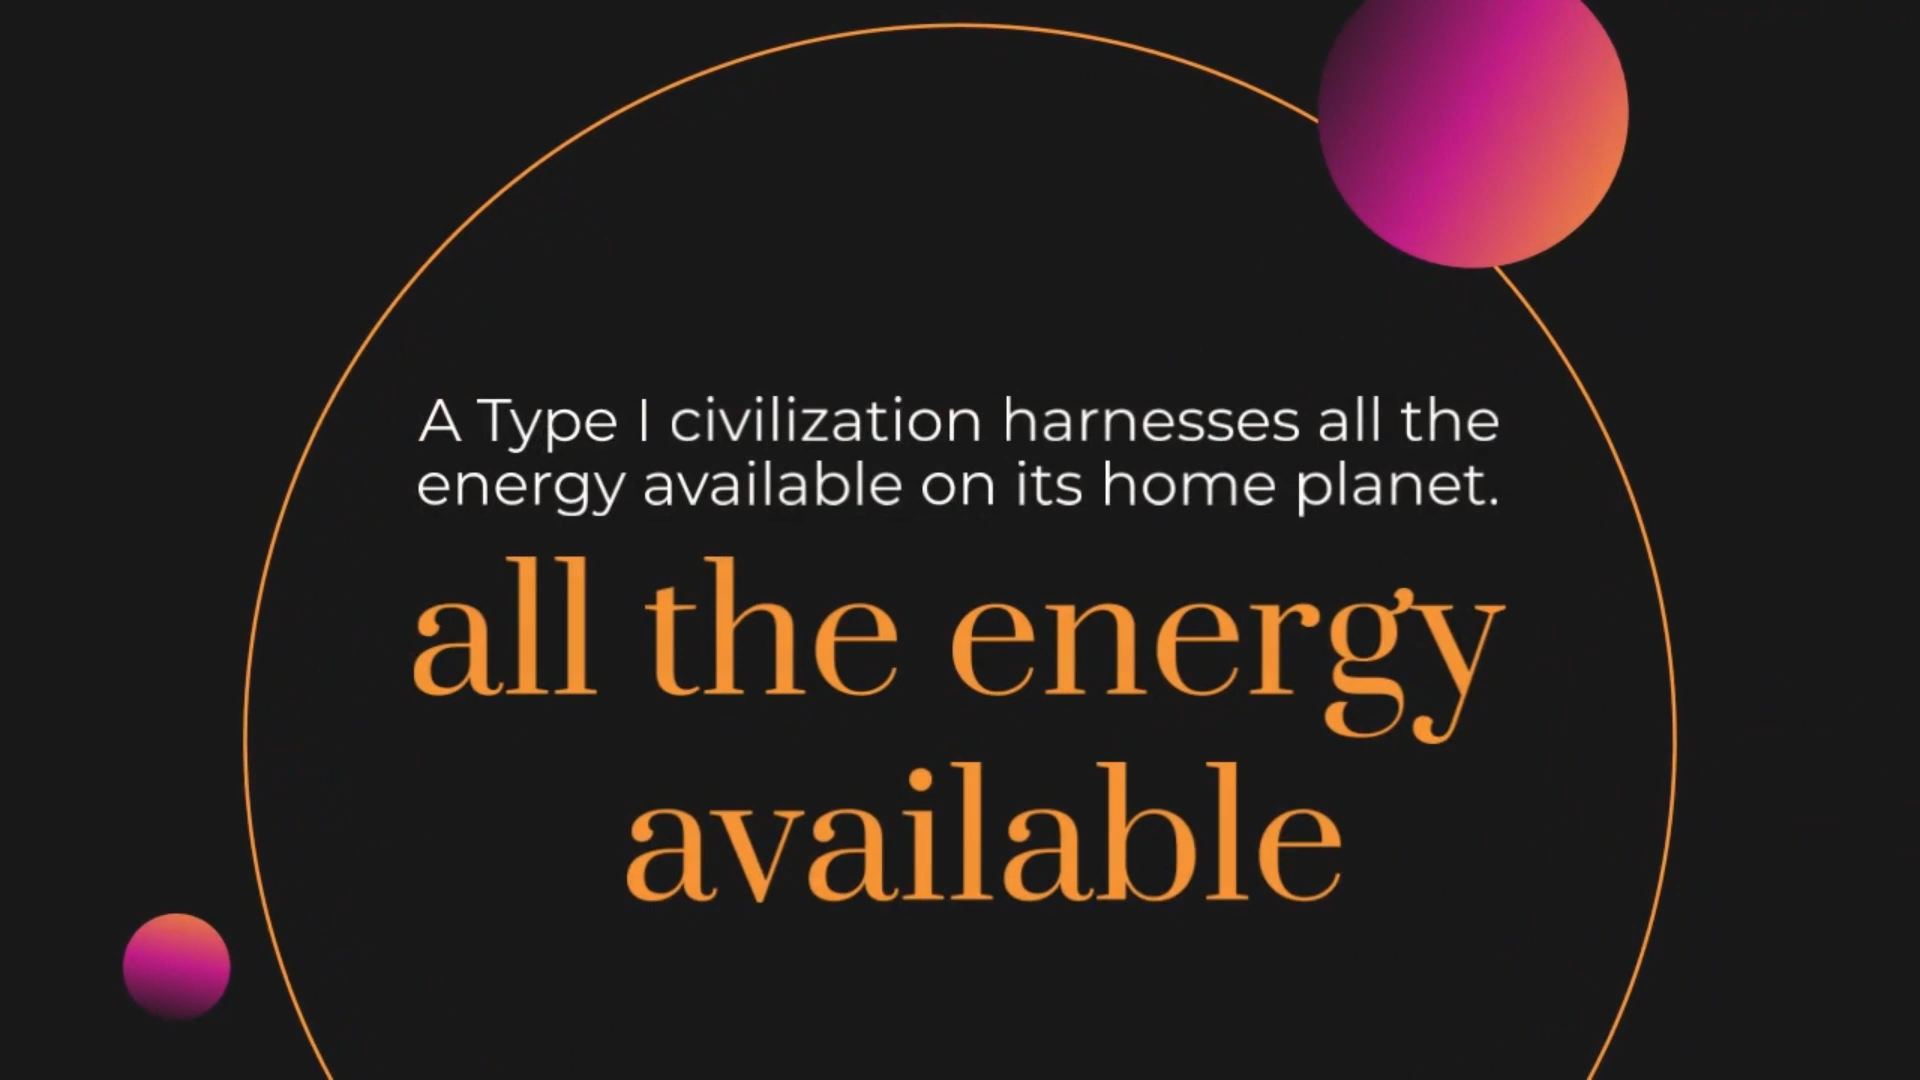 A Type I civilization harnesses all the
energy available on its home planet.
all the energy
available